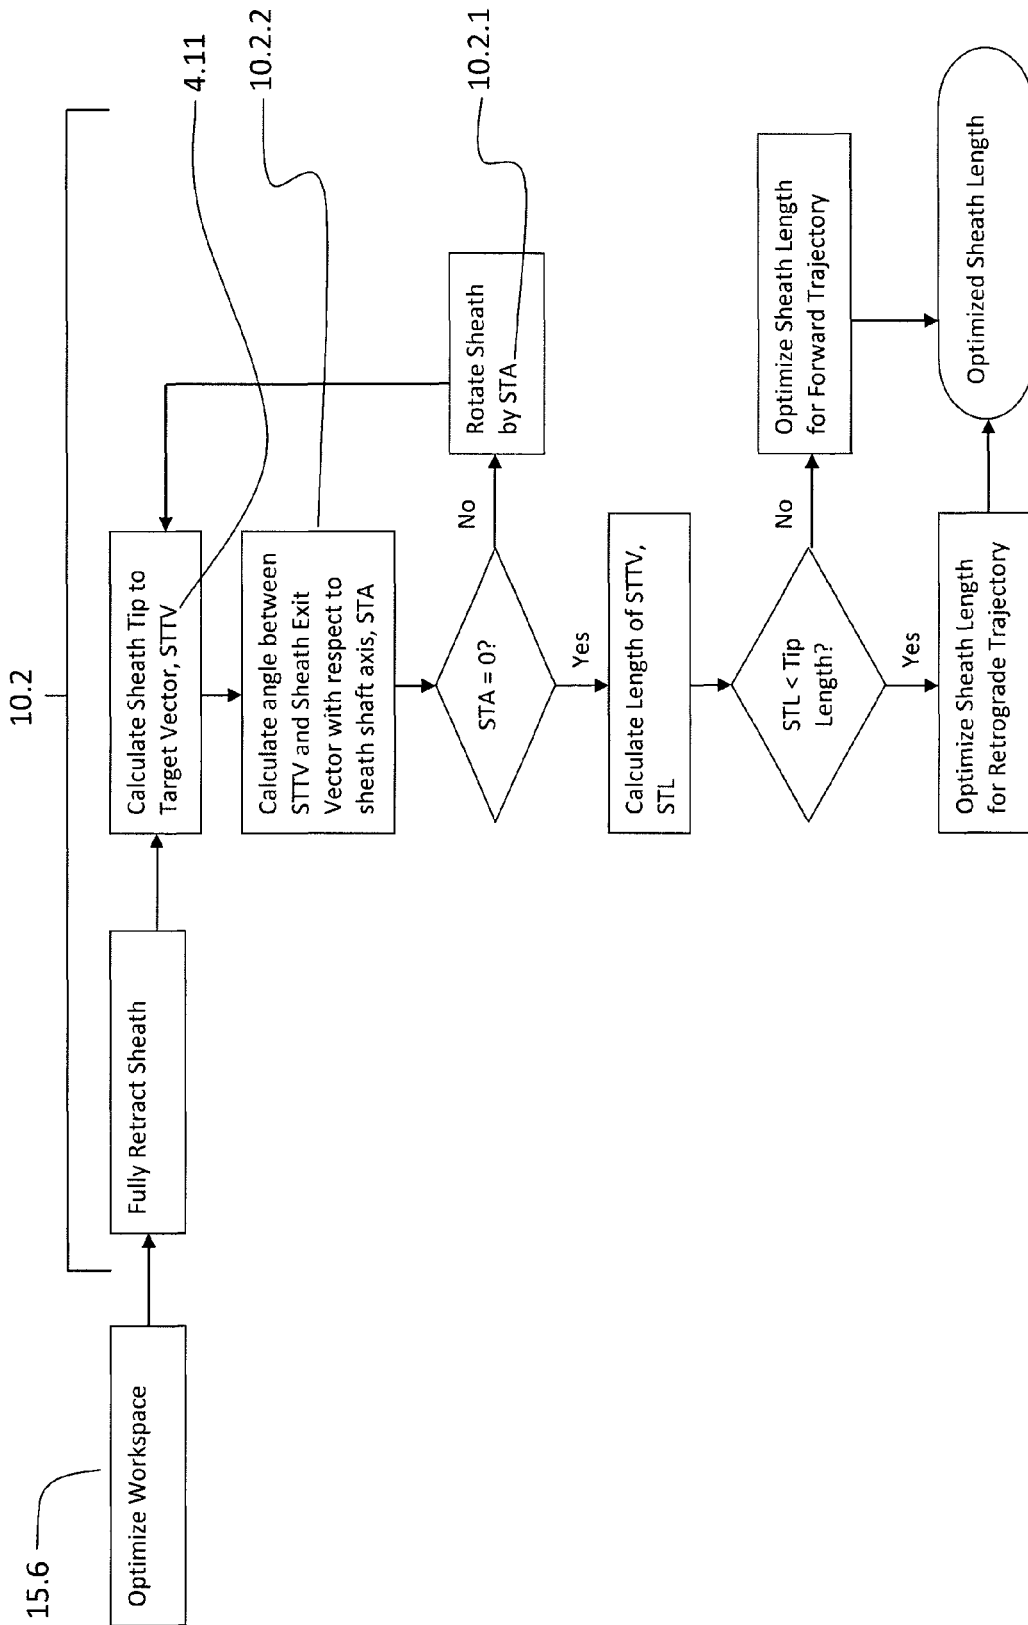 10.2
15.6
4.11
10.2.2
10.2.1
Optimize Workspace
Fully Retract Sheath
Calculate Sheath Tip to
Target Vector, STTV
Calculate angle between
STTV and Sheath Exit
Vector with respect to
sheath shaft axis, STA
STA = 0?
No
Rotate Sheath
by STA
Yes
Calculate Length of STTV,
STL
STL < Tip
Length?
No
Optimize Sheath Length
for Forward Trajectory
Yes
Optimize Sheath Length
for Retrograde Trajectory
Optimized Sheath Length